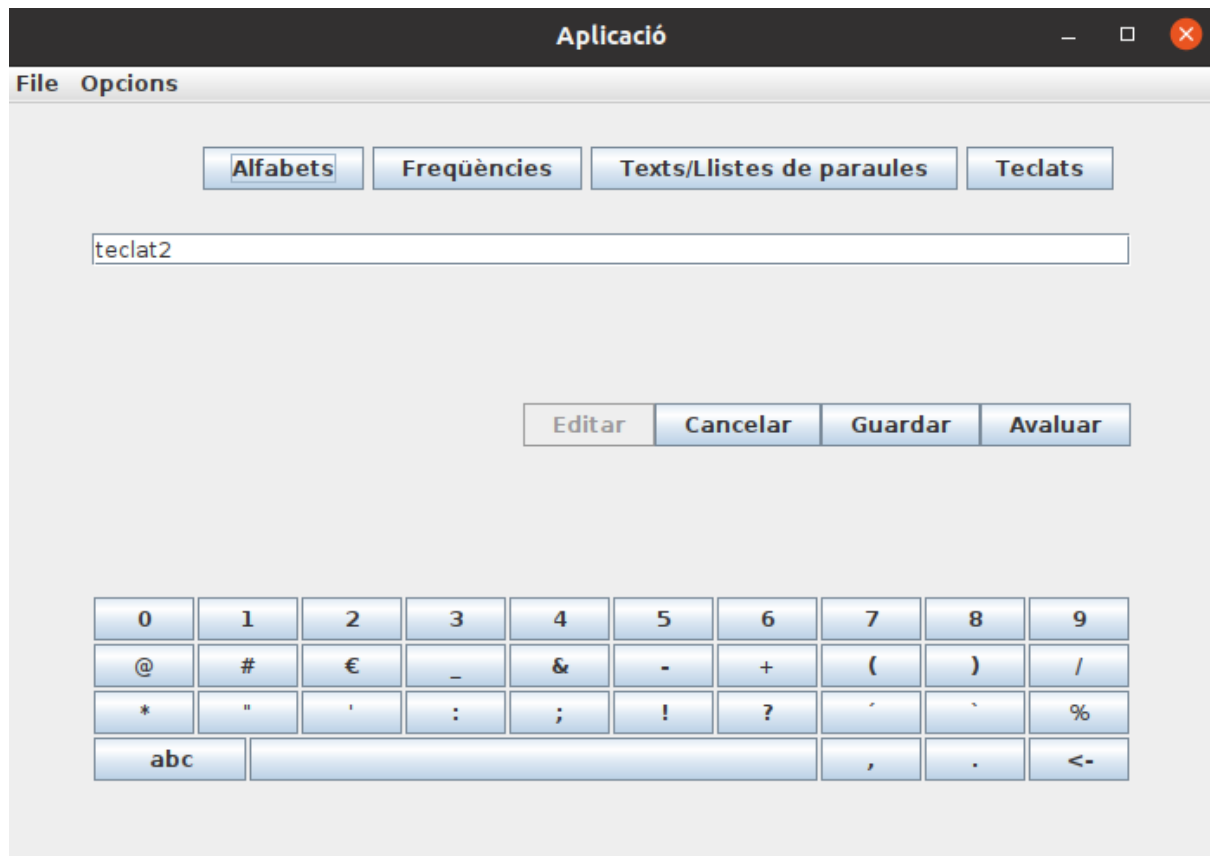 Aplicació
File Opcions
Alfabets Freqüències Texts/Llistes de paraules Teclats
teclat2
Editar Cancelar Guardar Avaluar
0 1 2 3 4 5 6 7 8 9
@ # € _ & - + ( ) /
* " ' : ; ! ? ´ ` %
abc , . <-